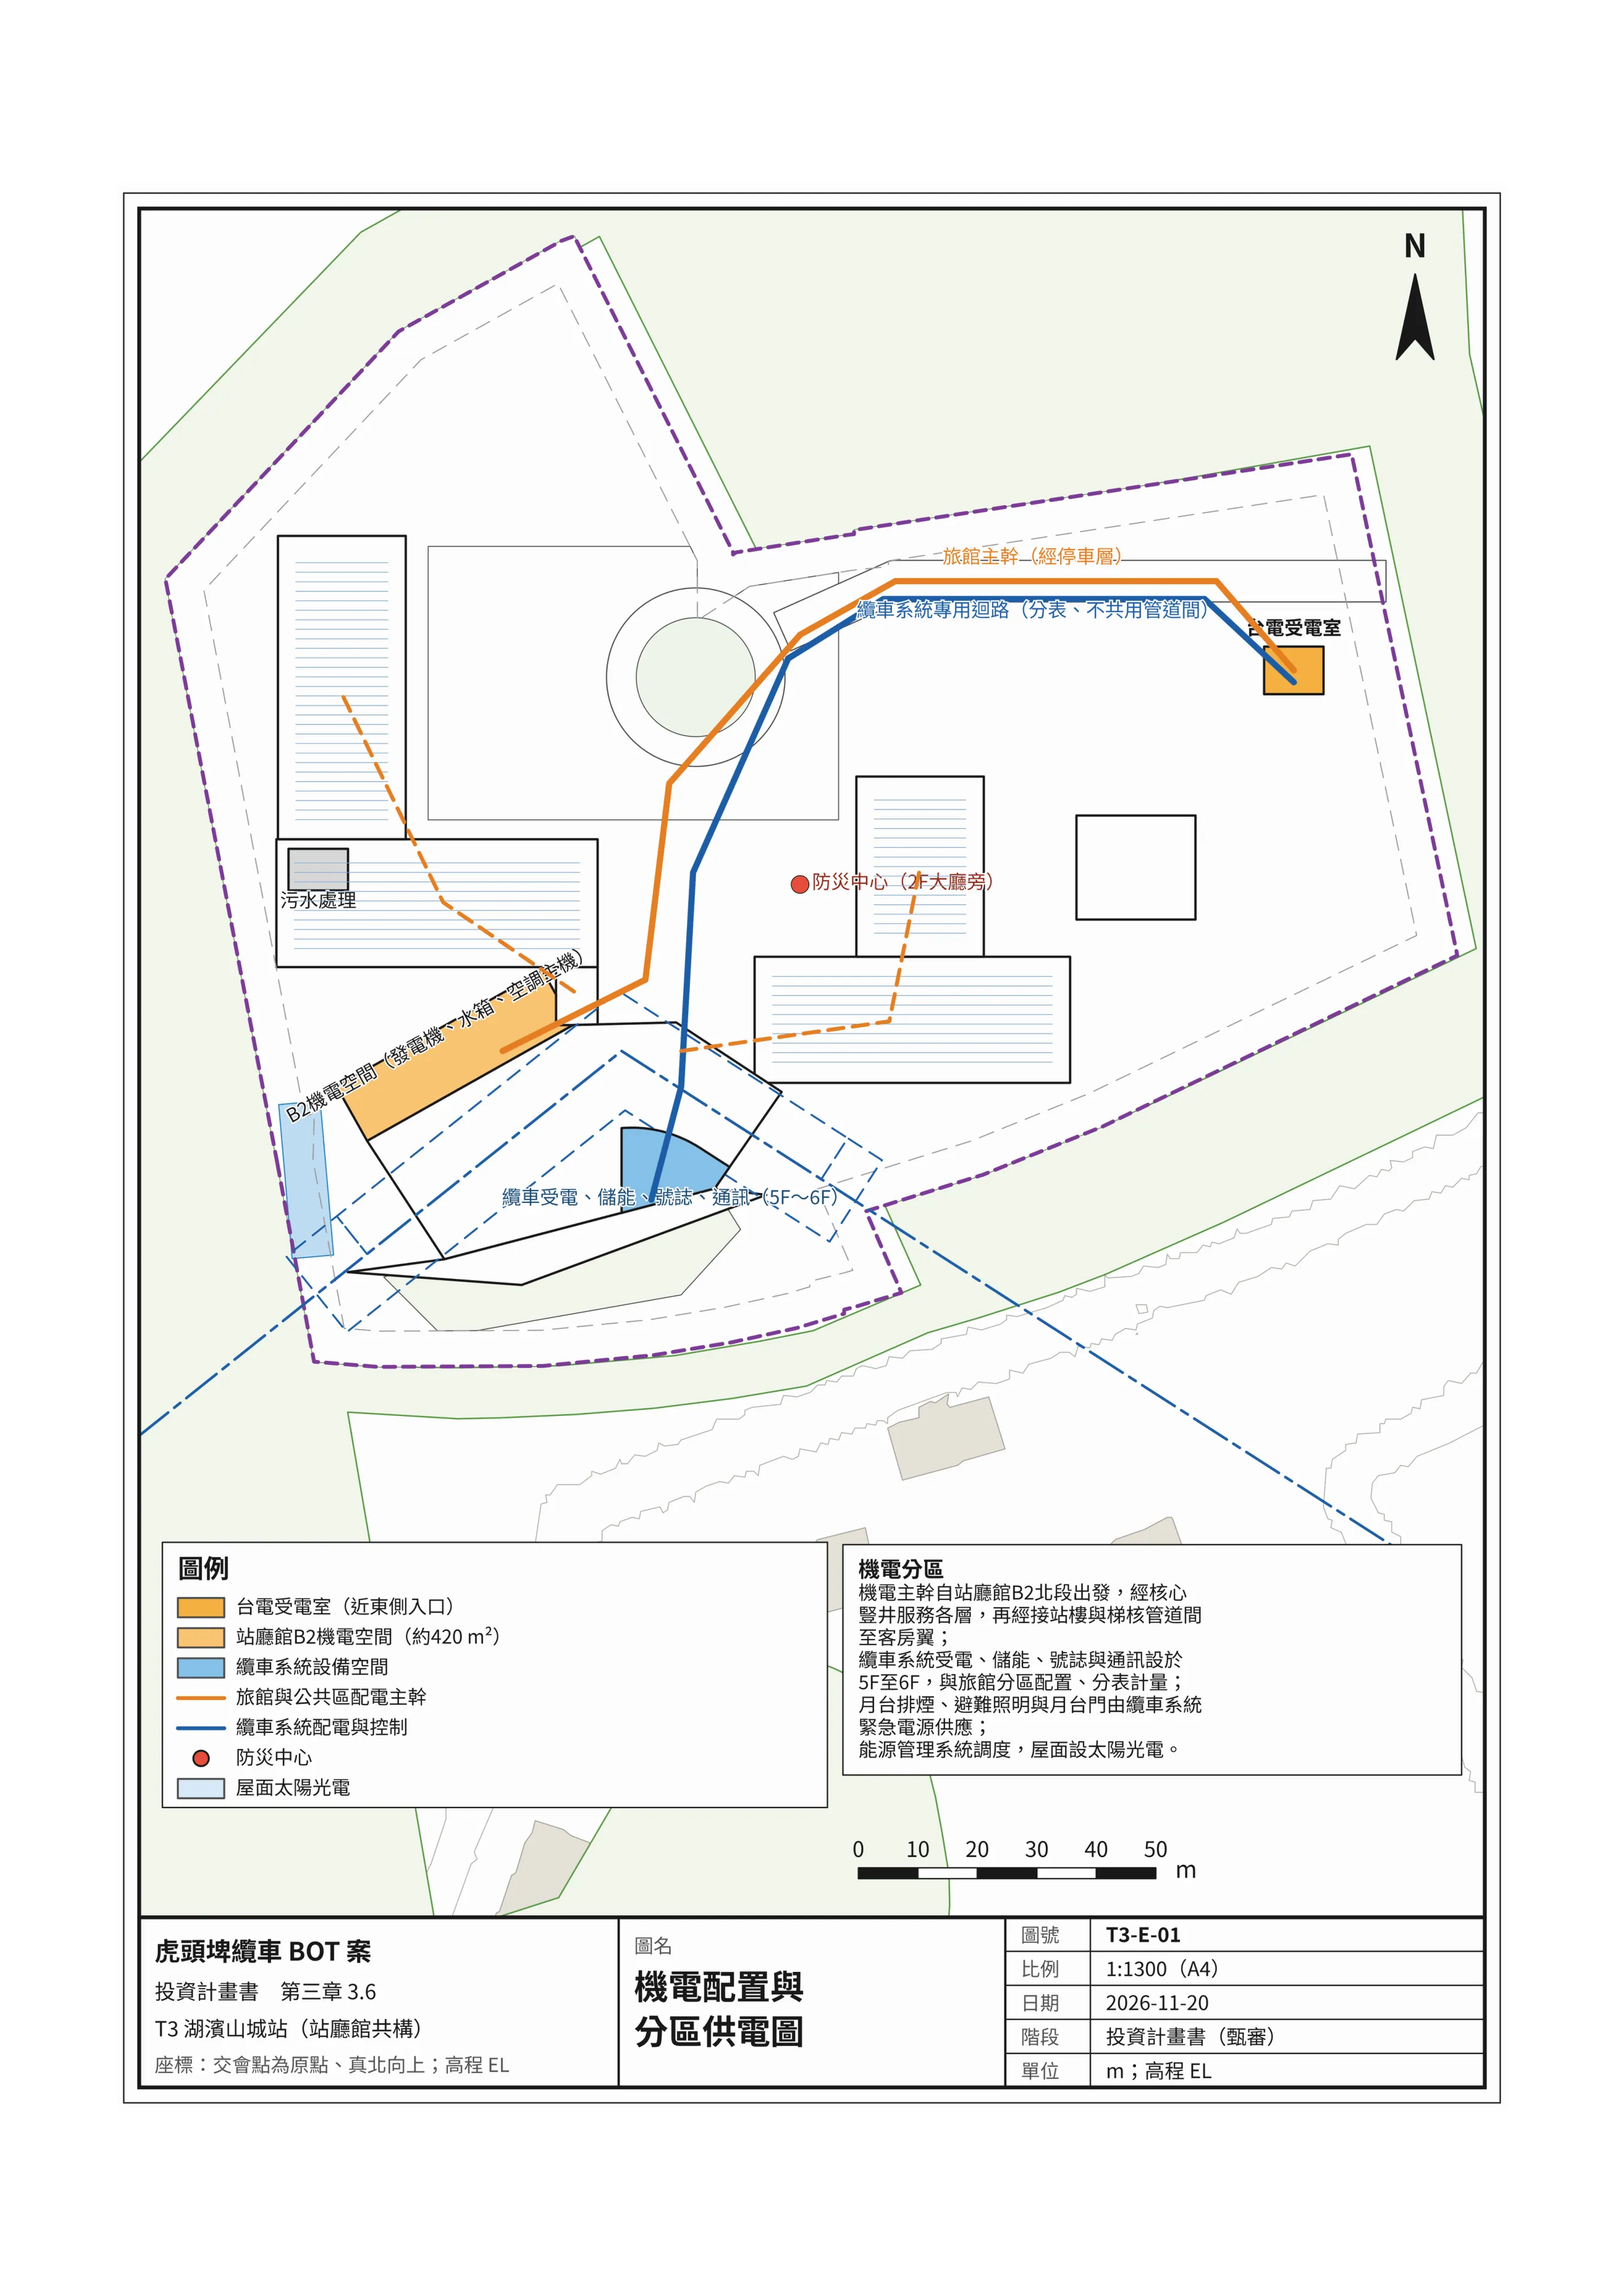 N
旅館主幹（經停車層）
纜車系統專用迴路（分表、不共用管道間）
台電受電室
防災中心（2F大廳旁）
污水處理
B2機電空間（發電機、水箱、空調主機）
纜車受電、儲能、號誌、通訊（5F～6F）
圖例
台電受電室（近東側入口）
站廳館B2機電空間（約420 m²）
纜車系統設備空間
旅館與公共區配電主幹
纜車系統配電與控制
防災中心
屋面太陽光電
機電分區
機電主幹自站廳館B2北段出發，經核心
豎井服務各層，再經接站樓與梯核管道間
至客房翼；
纜車系統受電、儲能、號誌與通訊設於
5F至6F，與旅館分區配置、分表計量；
月台排煙、避難照明與月台門由纜車系統
緊急電源供應；
能源管理系統調度，屋面設太陽光電。
0 10 20 30 40 50 m
虎頭埤纜車 BOT 案
投資計畫書　第三章 3.6
T3 湖濱山城站（站廳館共構）
座標：交會點為原點、真北向上；高程 EL
圖名
機電配置與
分區供電圖
圖號 T3-E-01
比例 1:1300（A4）
日期 2026-11-20
階段 投資計畫書（甄審）
單位 m；高程 EL